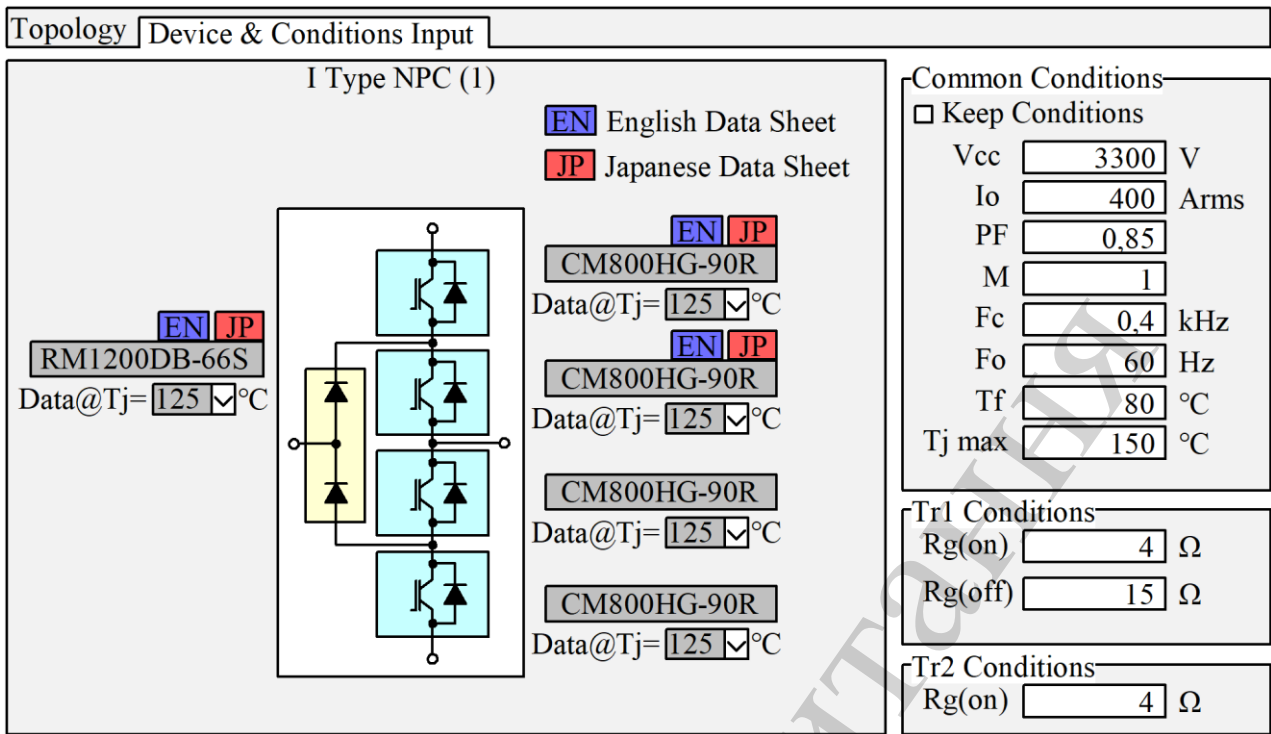 Topology Device & Conditions Input
I Type NPC (1)
EN English Data Sheet
JP Japanese Data Sheet
EN JP
RM1200DB-66S
Data@Tj= 125 °C
EN JP
CM800HG-90R
Data@Tj= 125 °C
EN JP
CM800HG-90R
Data@Tj= 125 °C
CM800HG-90R
Data@Tj= 125 °C
CM800HG-90R
Data@Tj= 125 °C
Common Conditions
Keep Conditions
Vcc 3300 V
Io 400 Arms
PF 0,85
M 1
Fc 0,4 kHz
Fo 60 Hz
Tf 80 °C
Tj max 150 °C
Tr1 Conditions
Rg(on) 4 Ω
Rg(off) 15 Ω
Tr2 Conditions
Rg(on) 4 Ω